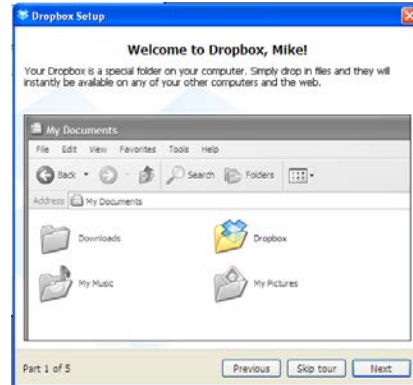 Dropbox Setup
Welcome to Dropbox, Mike!
Your Dropbox is a special folder on your computer. Simply drop in files and they will
instantly be available on any of your other computers and the web.
My Documents
File Edit View Favorites Tools Help
Back Search Folders
Address My Documents
Downloads Dropbox
My Music My Pictures
Part 1 of 5 Previous Skip tour Next